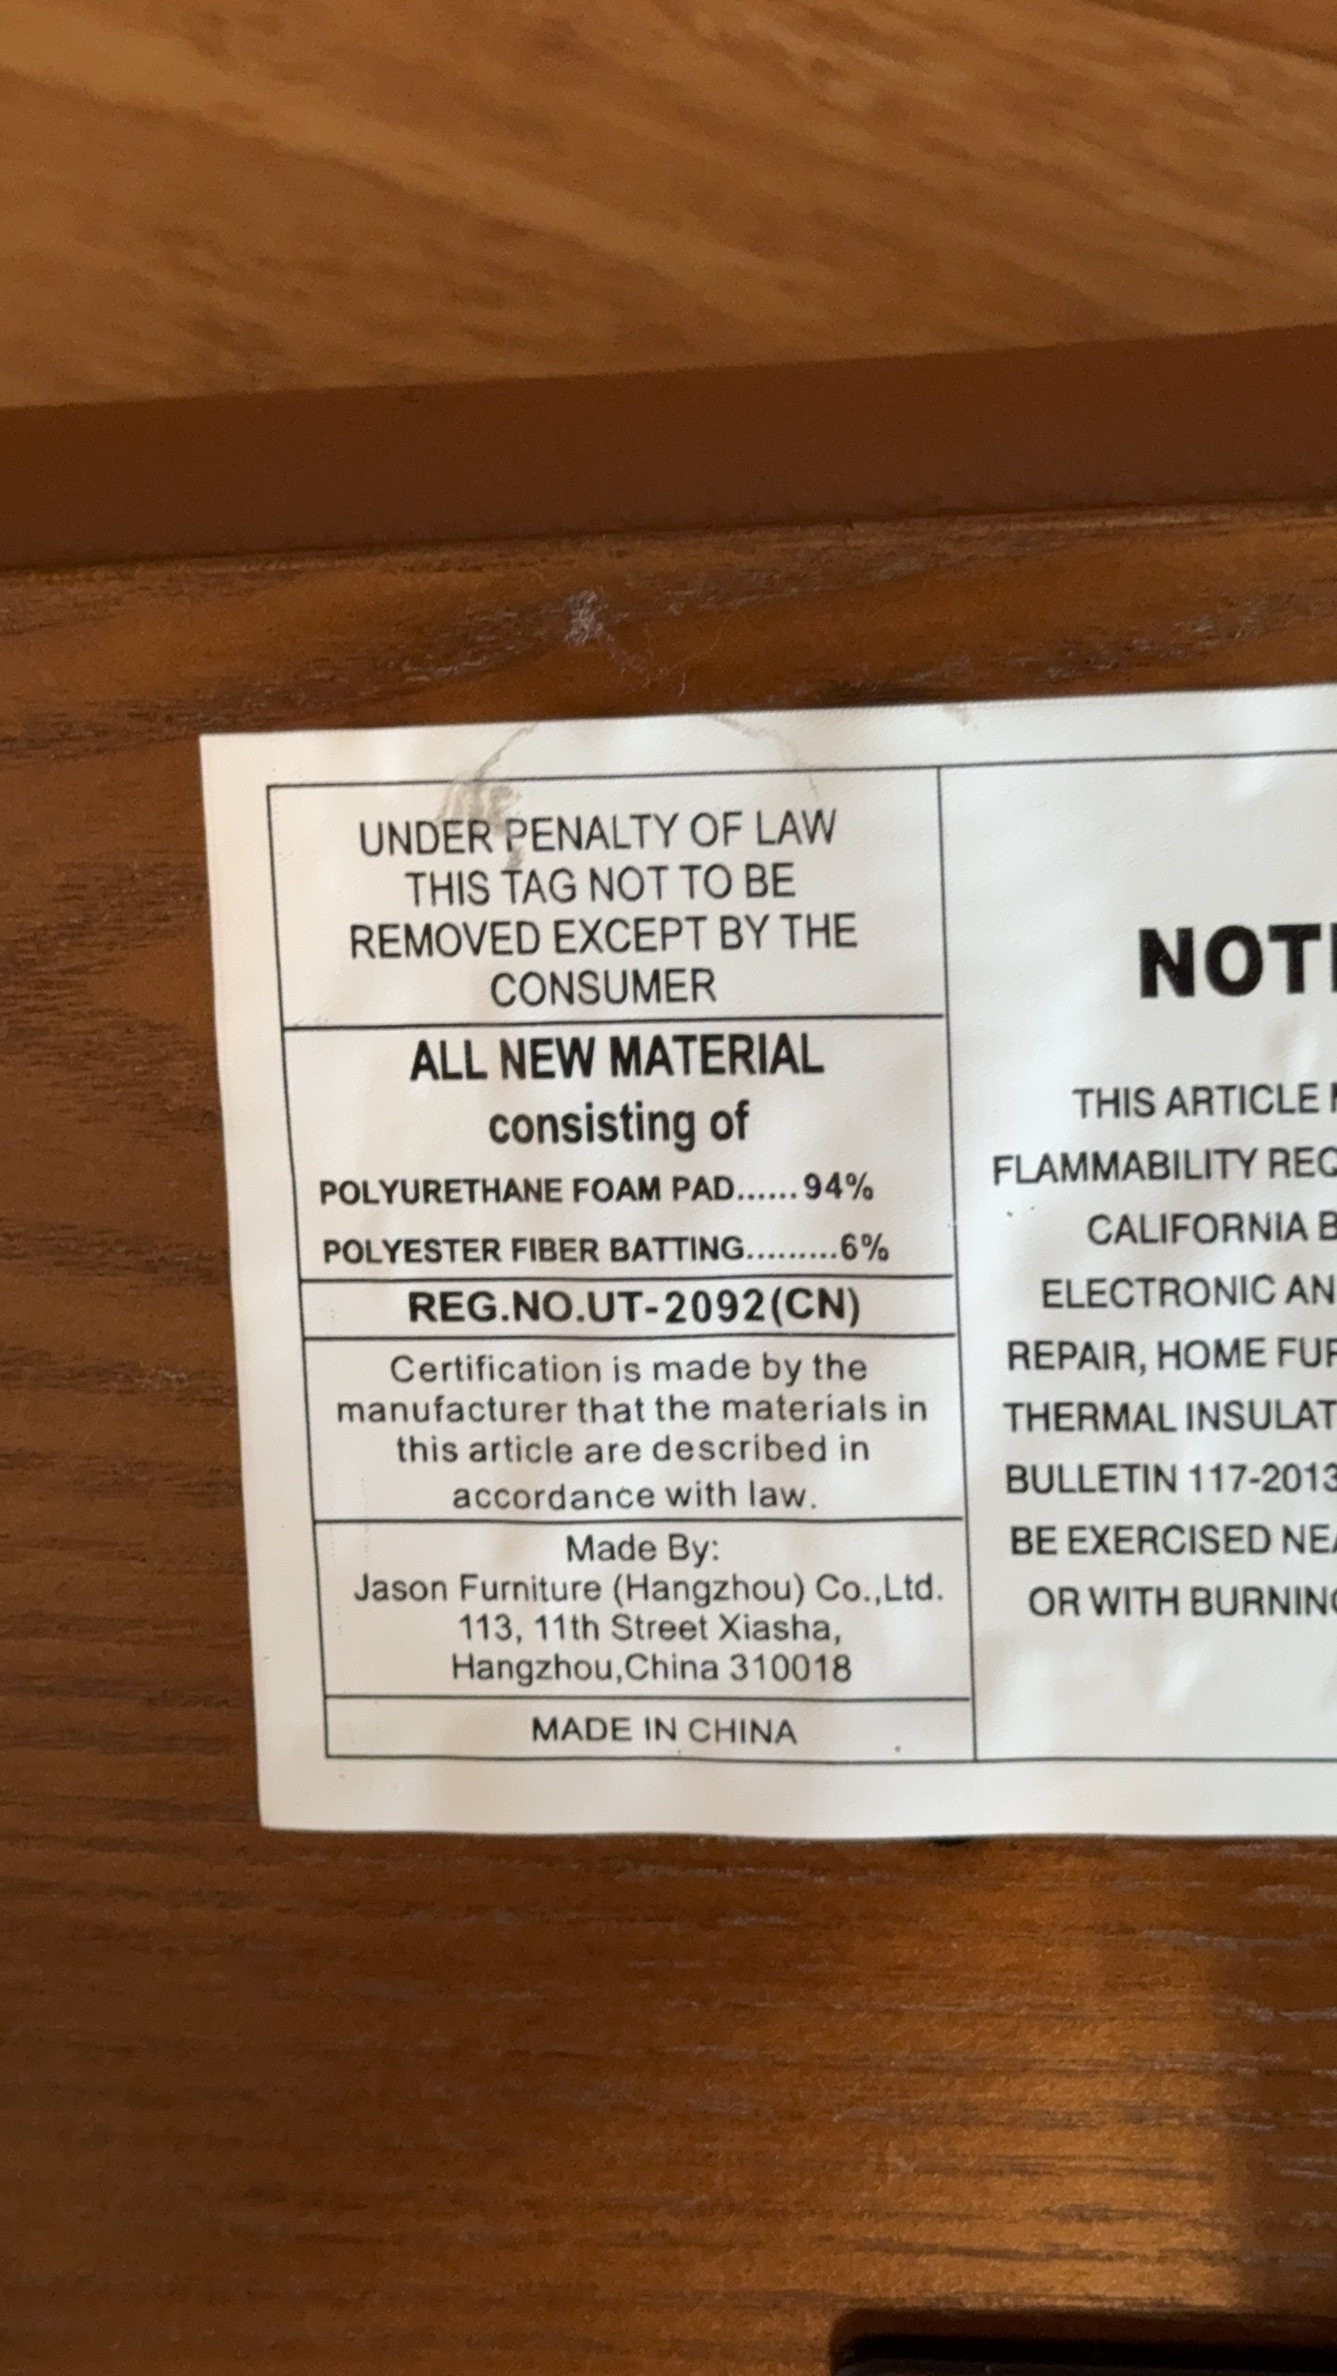 UNDER PENALTY OF LAW
THIS TAG NOT TO BE
REMOVED EXCEPT BY THE
CONSUMER
ALL NEW MATERIAL
consisting of
POLYURETHANE FOAM PAD......94%
POLYESTER FIBER BATTING.........6%
REG.NO.UT-2092(CN)
Certification is made by the
manufacturer that the materials in
this article are described in
accordance with law.
Made By:
Jason Furniture (Hangzhou) Co.,Ltd.
113, 11th Street Xiasha,
Hangzhou,China 310018
MADE IN CHINA
THIS ARTICLE
FLAMMABILITY
CALIFORNIA
ELECTRONIC
REPAIR, HOME
THERMAL
BULLETIN 117-2013
BE EXERCISED
OR WITH